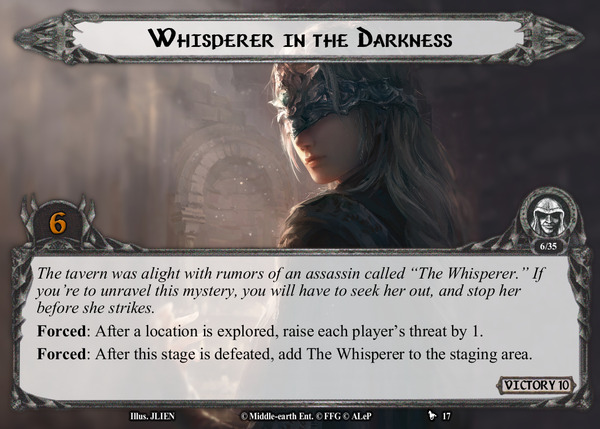 Whisperer in the Darkness
6
6/35
The tavern was alight with rumors of an assassin called “The Whisperer.” If
you’re to unravel this mystery, you will have to seek her out, and stop her
before she strikes.
Forced: After a location is explored, raise each player’s threat by 1.
Forced: After this stage is defeated, add The Whisperer to the staging area.
VICTORY 10
Illus. JLIEN
© Middle-earth Ent. © FFG © ALeP
17